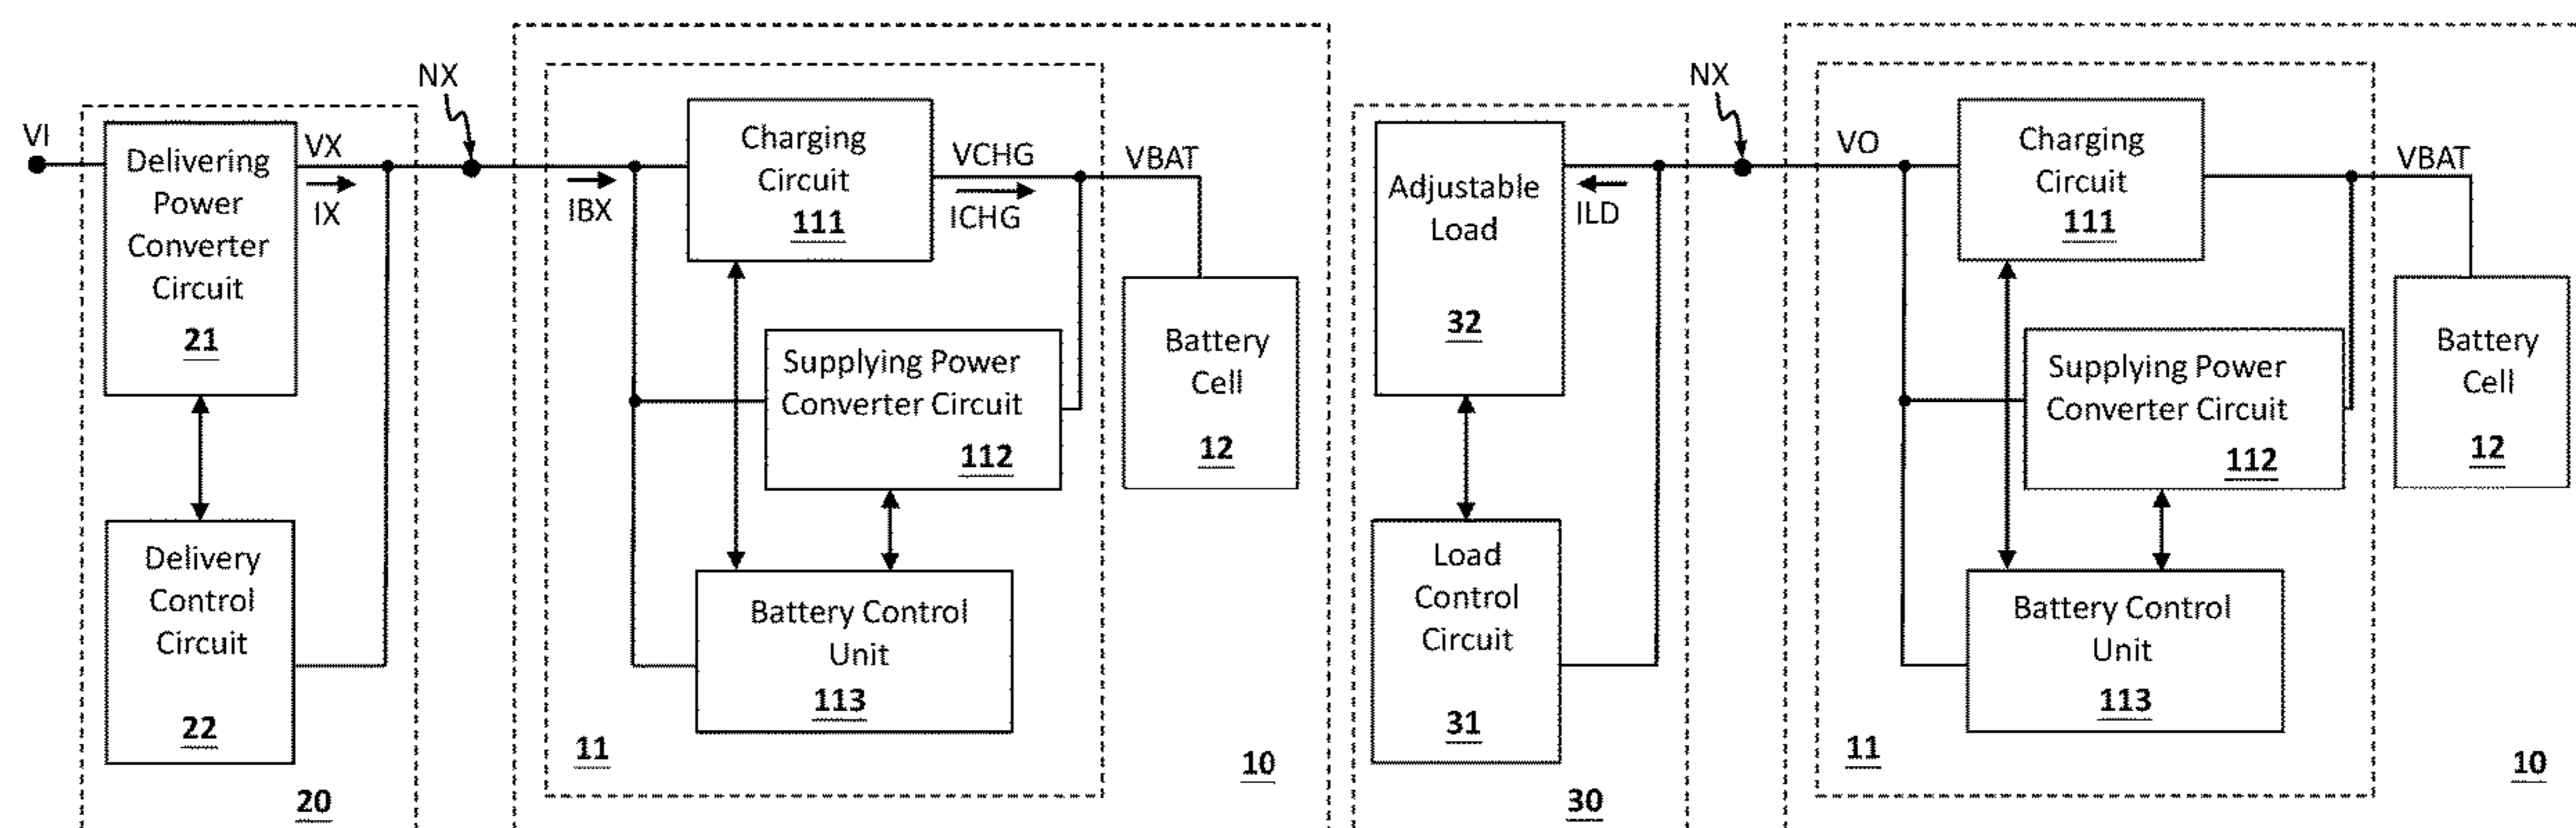 VI
Delivering
Power
Converter
Circuit
21
VX
IX
Delivery
Control
Circuit
22
20
NX
IBX
Charging
Circuit
111
VCHG
ICHG
VBAT
Supplying Power
Converter Circuit
112
Battery Control
Unit
113
11
Battery
Cell
12
10
Adjustable
Load
32
ILD
Load
Control
Circuit
31
30
NX
VO
Charging
Circuit
111
VBAT
Supplying Power
Converter Circuit
112
Battery Control
Unit
113
11
Battery
Cell
12
10